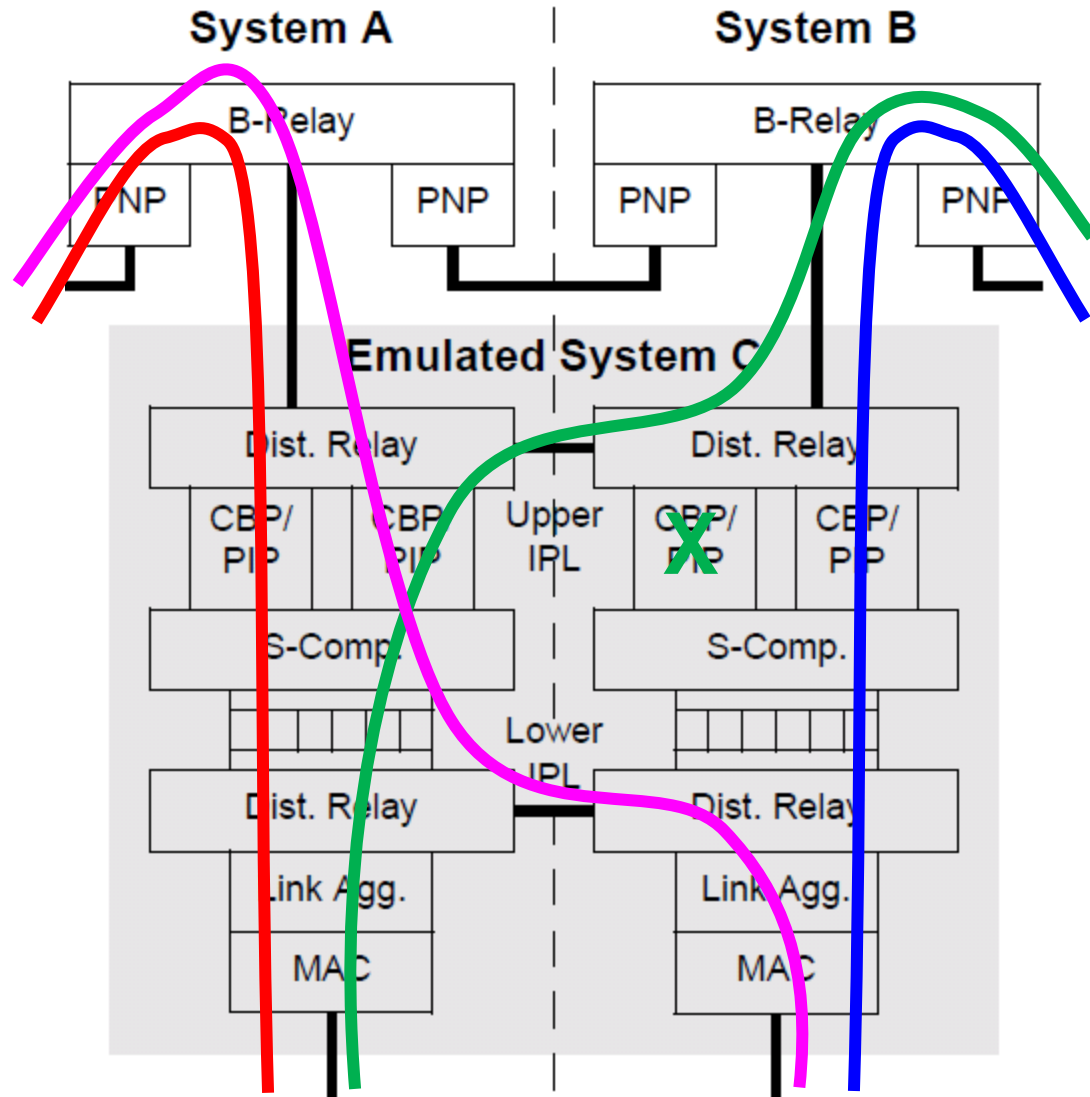 System A
System B
B-Relay
B-Relay
PNP
PNP
PNP
PNP
Emulated System C
Dist. Relay
Dist. Relay
CBP/
PIP
CBP/
PIP
Upper
IPL
CBP/
PIP
X
CBP/
PIP
S-Comp.
S-Comp.
Lower
IPL
Dist. Relay
Dist. Relay
Link Agg.
Link Agg.
MAC
MAC